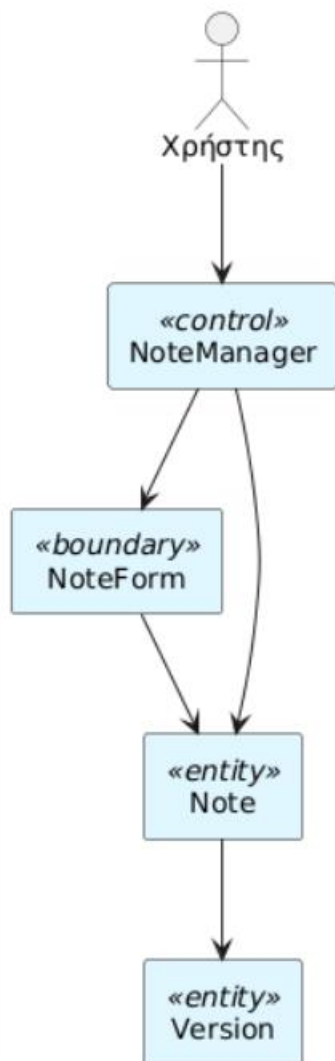 Χρήστης
«control»
NoteManager
«boundary»
NoteForm
«entity»
Note
«entity»
Version